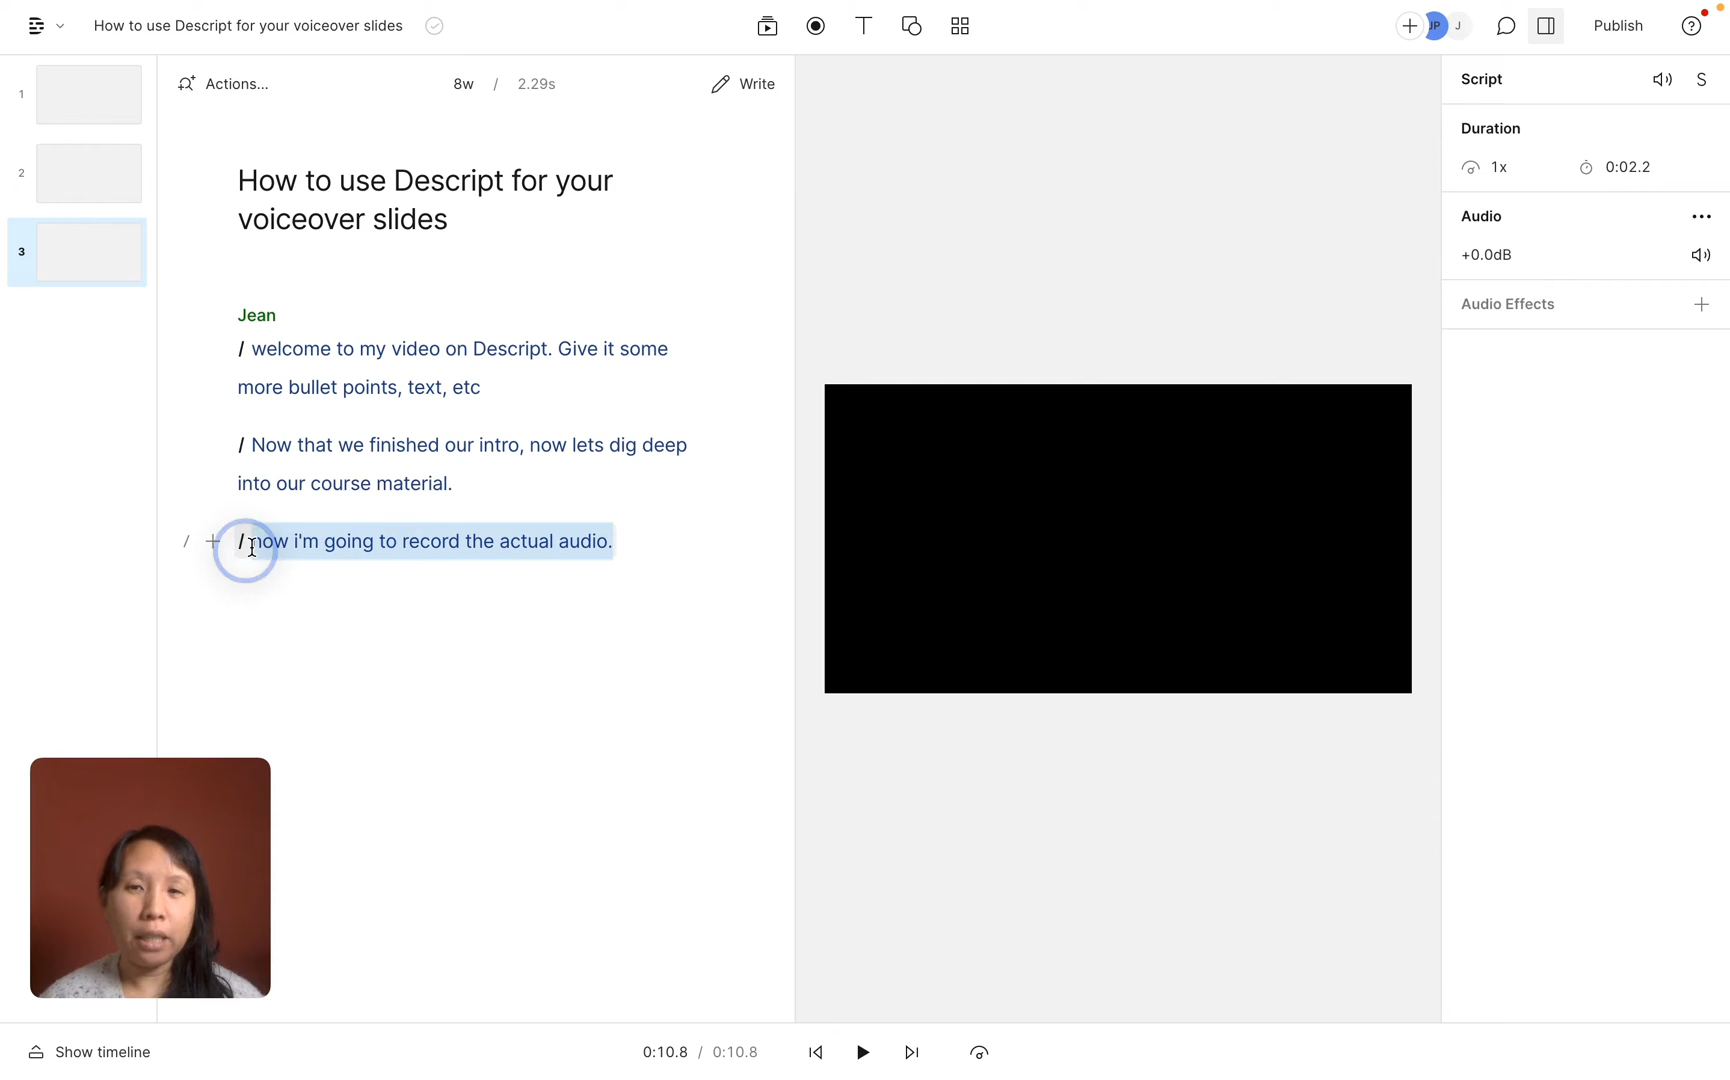 How to use Descript for your voiceover slides
JP
J
Publish
1
2
3
Actions...
8w / 2.29s
Write
How to use Descript for your
voiceover slides
Jean
/ welcome to my video on Descript. Give it some
more bullet points, text, etc
/ Now that we finished our intro, now lets dig deep
into our course material.
/ + / now i'm going to record the actual audio.
Script
S
Duration
1x
0:02.2
Audio
+0.0dB
Audio Effects
Show timeline
0:10.8 / 0:10.8